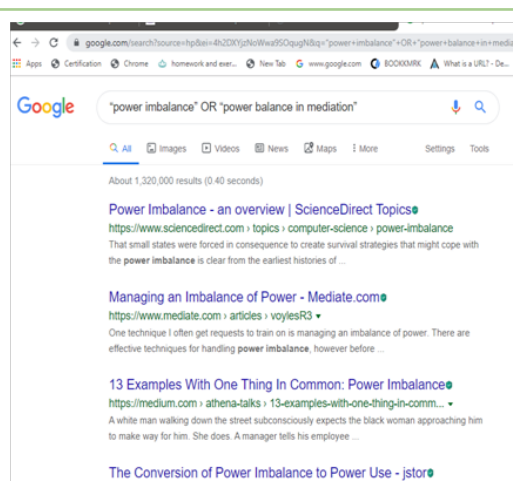 google.com/search?source=hp&ei=4h2DXYjzNoWwa9SOqugN&q="power+imbalance"+OR+"power+balance+in+media
Apps Certification Chrome homework and exer... New Tab www.google.com BOOKMMRK What is a URL? - De...
Google "power imbalance" OR "power balance in mediation"
All Images Videos News Maps More Settings Tools
About 1,320,000 results (0.40 seconds)
Power Imbalance - an overview | ScienceDirect Topics
https://www.sciencedirect.com › topics › computer-science › power-imbalance
That small states were forced in consequence to create survival strategies that might cope with
the power imbalance is clear from the earliest histories of ...
Managing an Imbalance of Power - Mediate.com
https://www.mediate.com › articles › voylesR3
One technique I often get requests to train on is managing an imbalance of power. There are
effective techniques for handling power imbalance, however before ...
13 Examples With One Thing In Common: Power Imbalance
https://medium.com › athena-talks › 13-examples-with-one-thing-in-comm...
A white man walking down the street subconsciously expects the black woman approaching him
to make way for him. She does. A manager tells his employee ...
The Conversion of Power Imbalance to Power Use - jstor